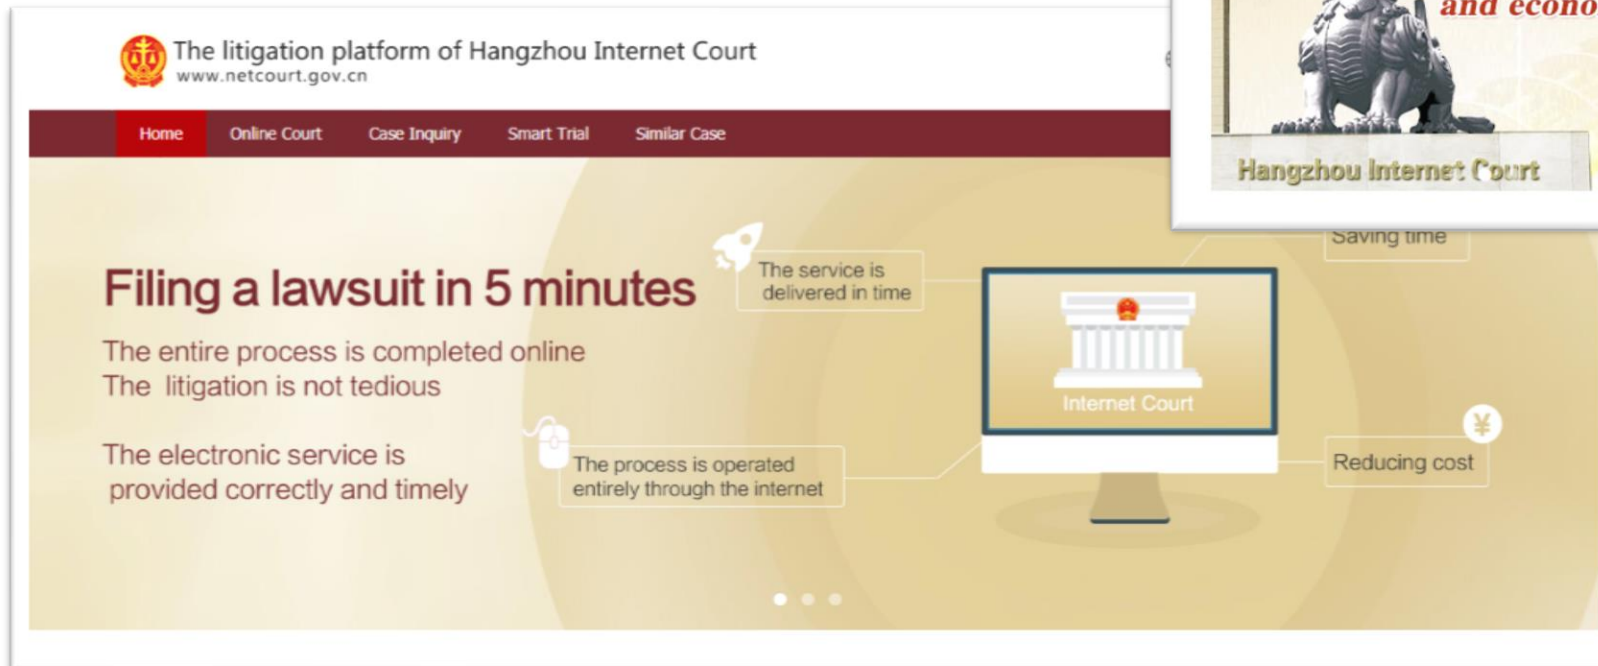 The litigation platform of Hangzhou Internet Court
www.netcourt.gov.cn
and econo
Hangzhou Internet Court
Home Online Court Case Inquiry Smart Trial Similar Case
Saving time
The service is
delivered in time
Filing a lawsuit in 5 minutes
The entire process is completed online
The litigation is not tedious
Internet Court
The electronic service is
provided correctly and timely
The process is operated
entirely through the internet
¥
Reducing cost